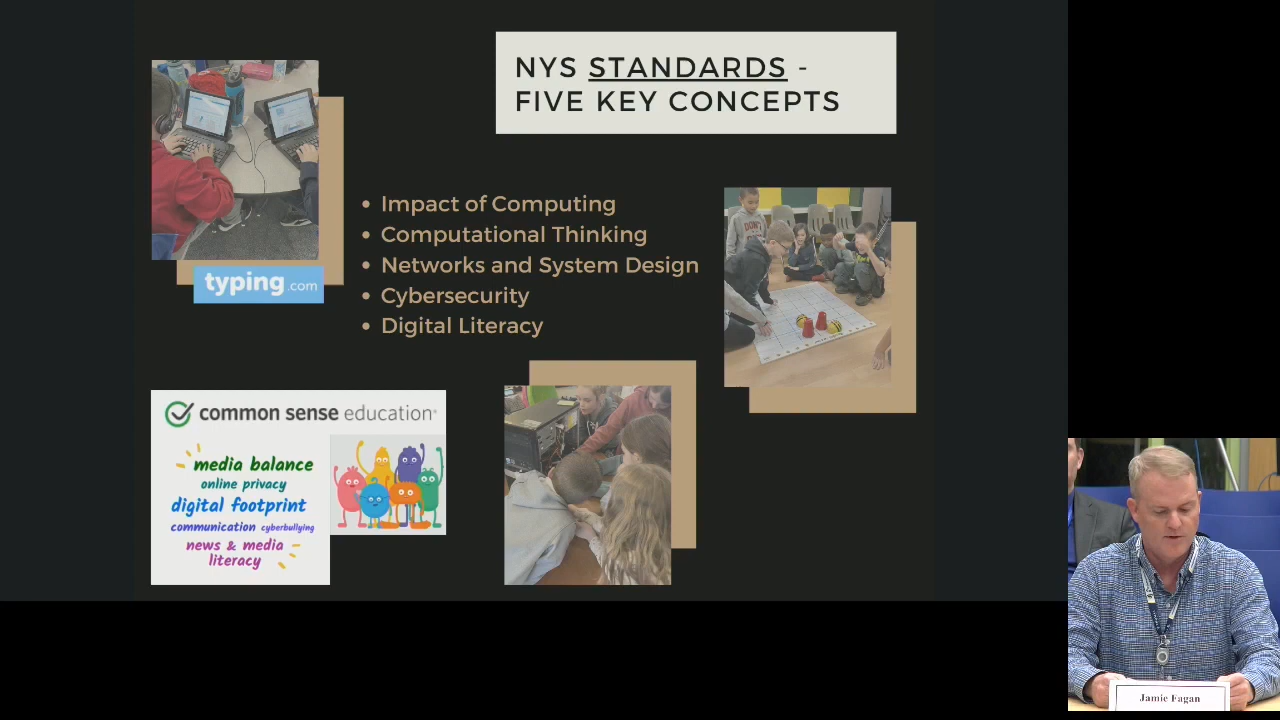 NYS STANDARDS -
FIVE KEY CONCEPTS
• Impact of Computing
• Computational Thinking
• Networks and System Design
• Cybersecurity
• Digital Literacy
typing.com
common sense education®
media balance
online privacy
digital footprint
communication cyberbullying
news & media
literacy
Jamie Fagan